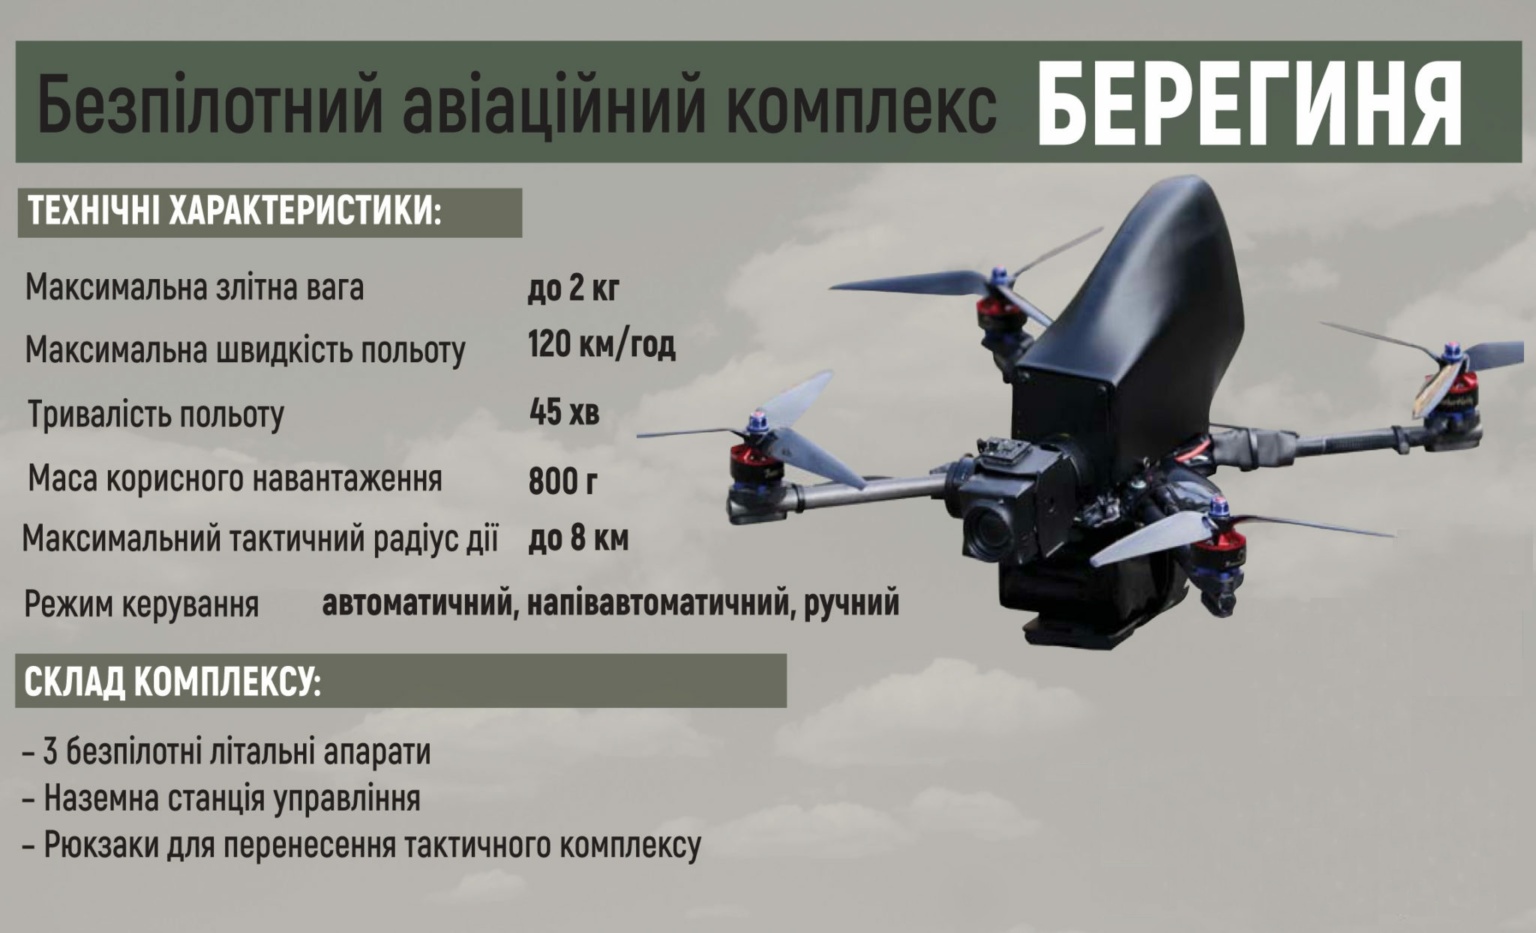 Безпілотний авіаційний комплекс БЕРЕГИНЯ
ТЕХНІЧНІ ХАРАКТЕРИСТИКИ:
Максимальна злітна вага до 2 кг
Максимальна швидкість польоту 120 км/год
Тривалість польоту 45 хв
Маса корисного навантаження 800 г
Максимальний тактичний радіус дії до 8 км
Режим керування автоматичний, напівавтоматичний, ручний
СКЛАД КОМПЛЕКСУ:
– 3 безпілотні літальні апарати
– Наземна станція управління
– Рюкзаки для перенесення тактичного комплексу